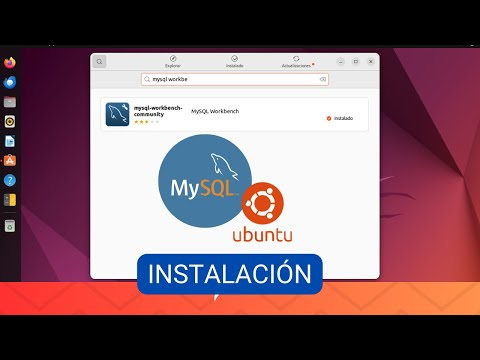 Explorar
Instalado
Actualizaciones
mysql workbe
mysql-workbench-
community
MySQL Workbench
Instalado
MySQL
ubuntu
INSTALACIÓN